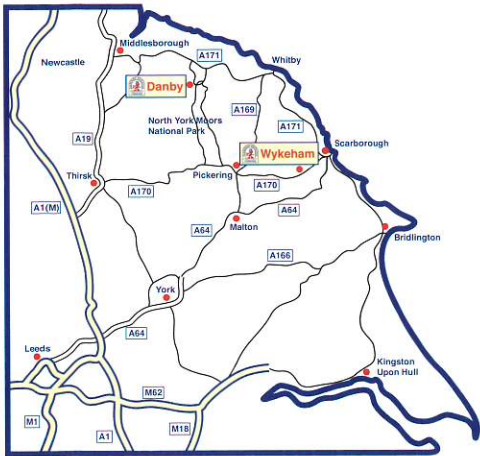 Middlesborough
A171
Whitby
Newcastle
Danby
A169
North York Moors
National Park
A171
A19
Wykeham
Scarborough
Thirsk
Pickering
A170
A170
A1(M)
A64
A64
Malton
Bridlington
A166
York
A64
Leeds
Kingston
Upon Hull
M62
M1
A1
M18